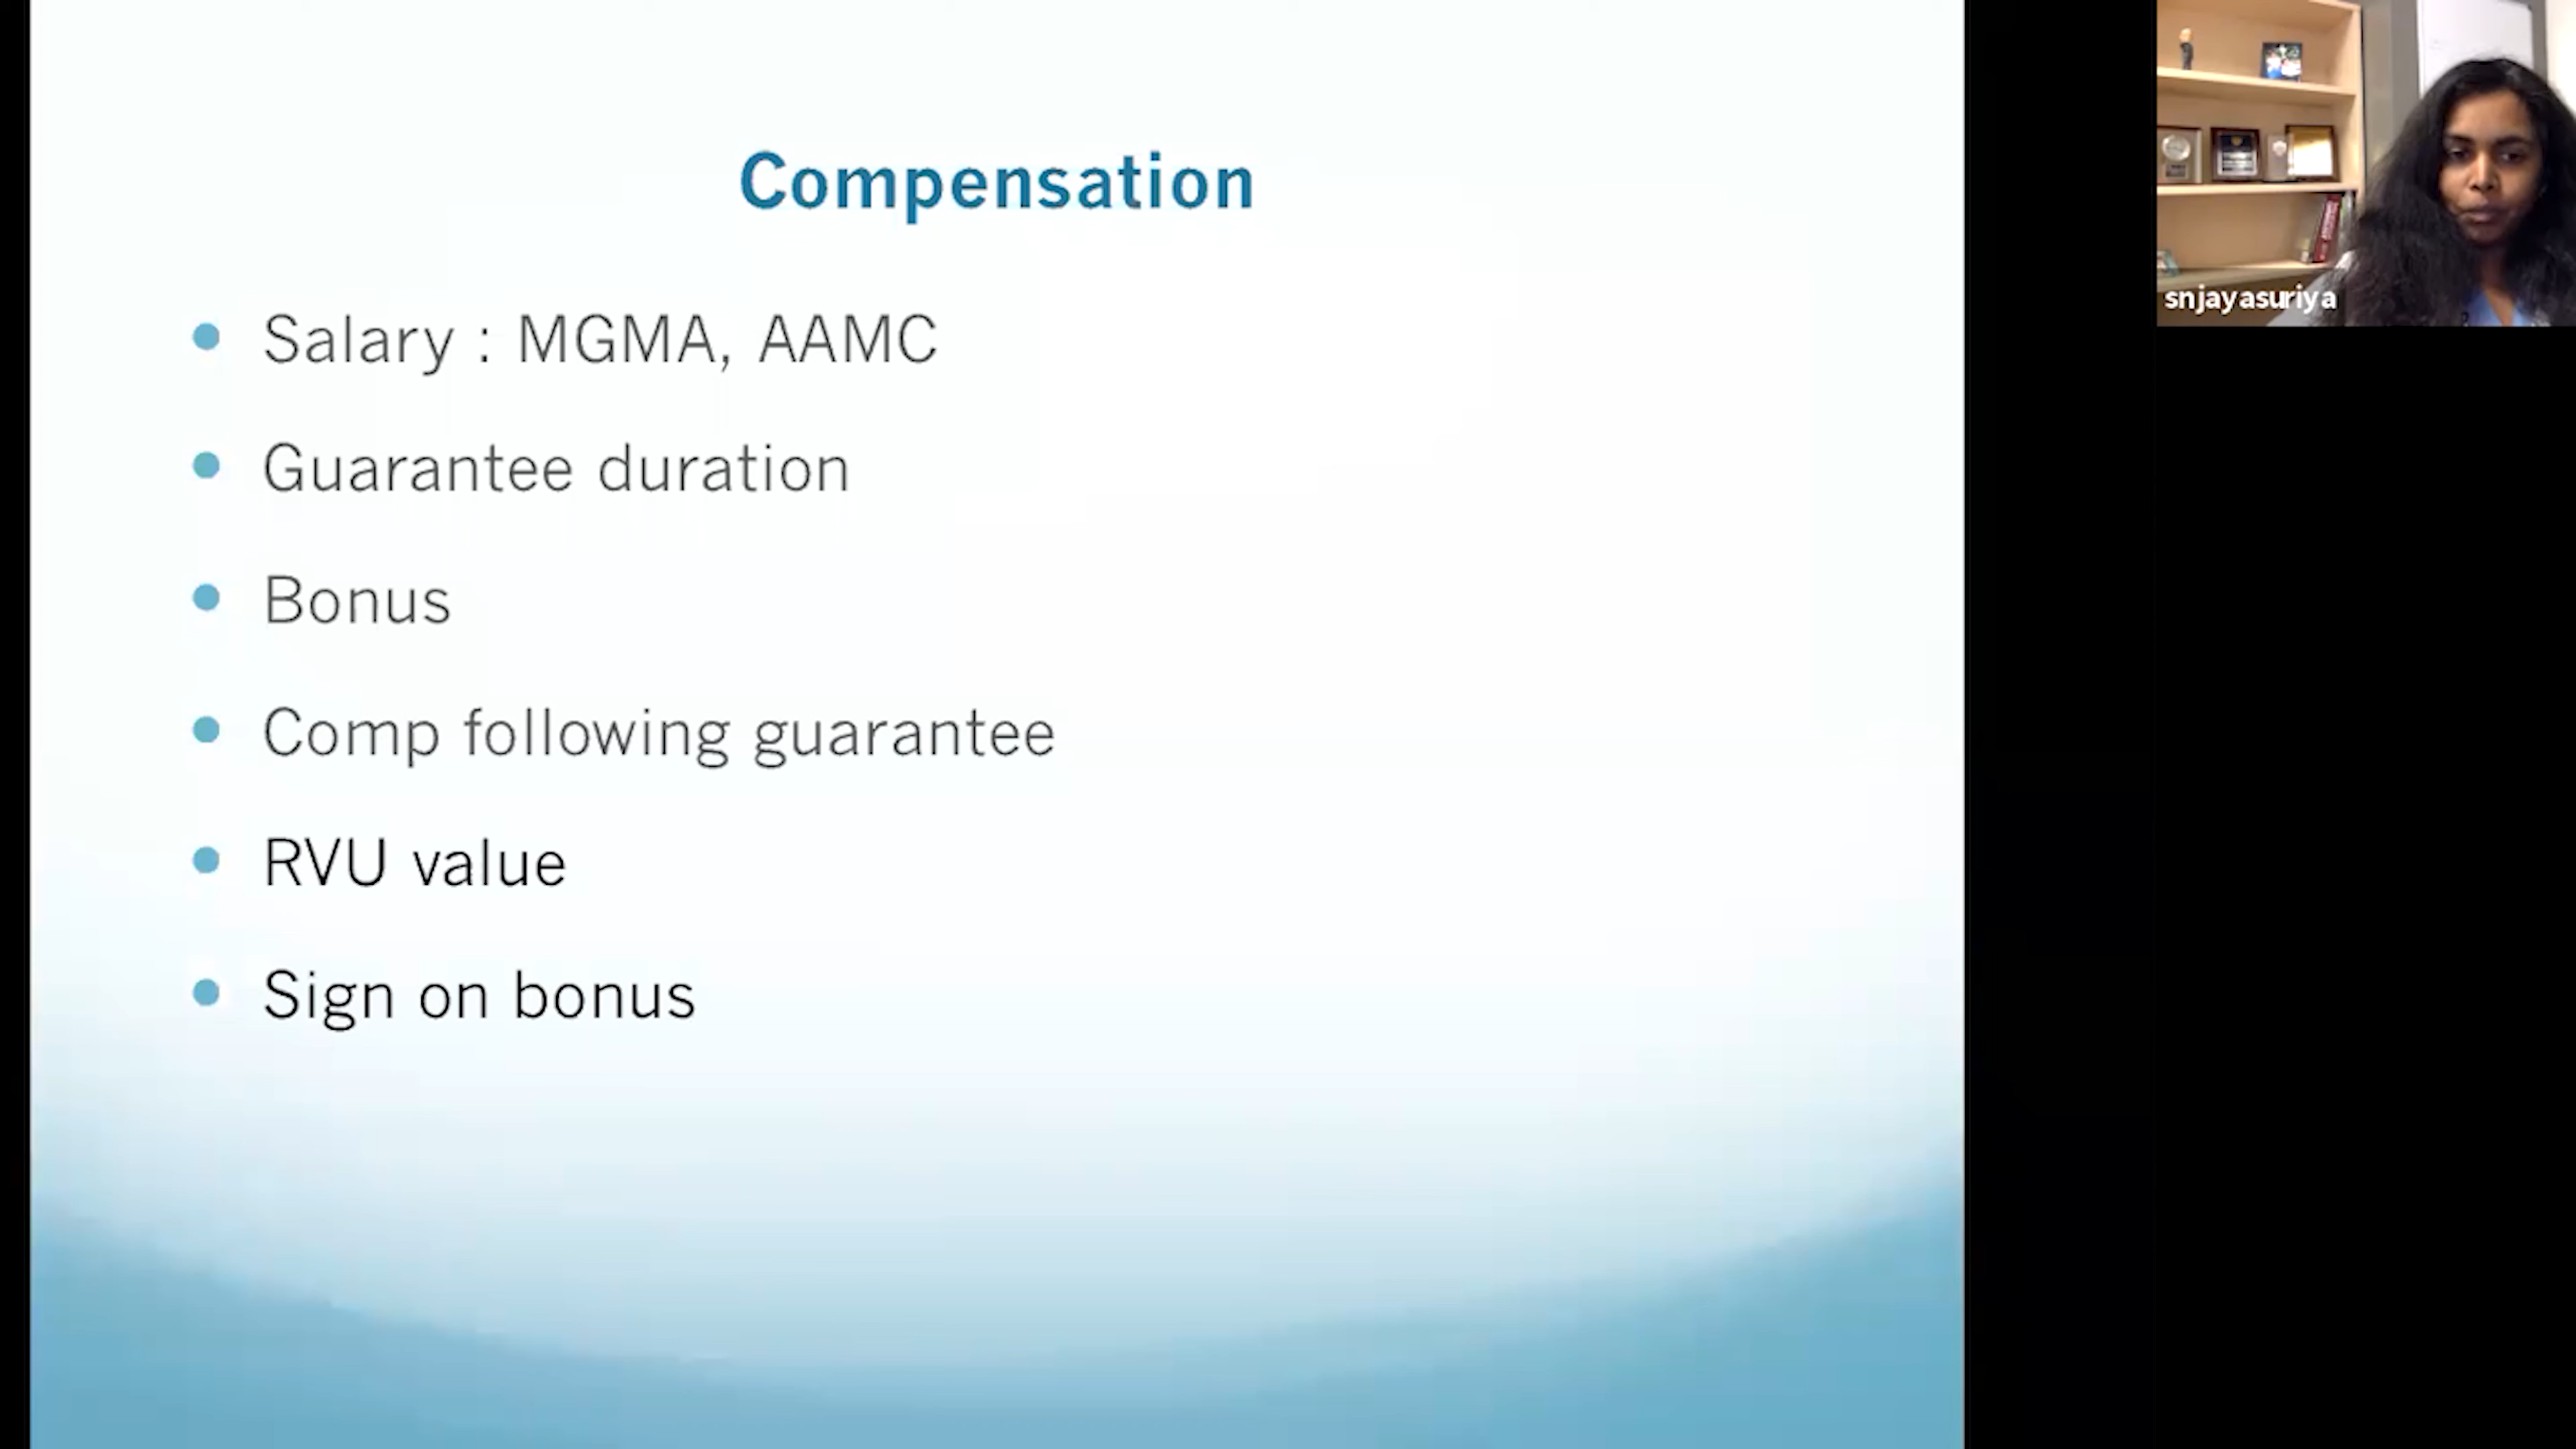 Compensation
Salary : MGMA, AAMC
Guarantee duration
Bonus
Comp following guarantee
RVU value
Sign on bonus
snjayasuriya